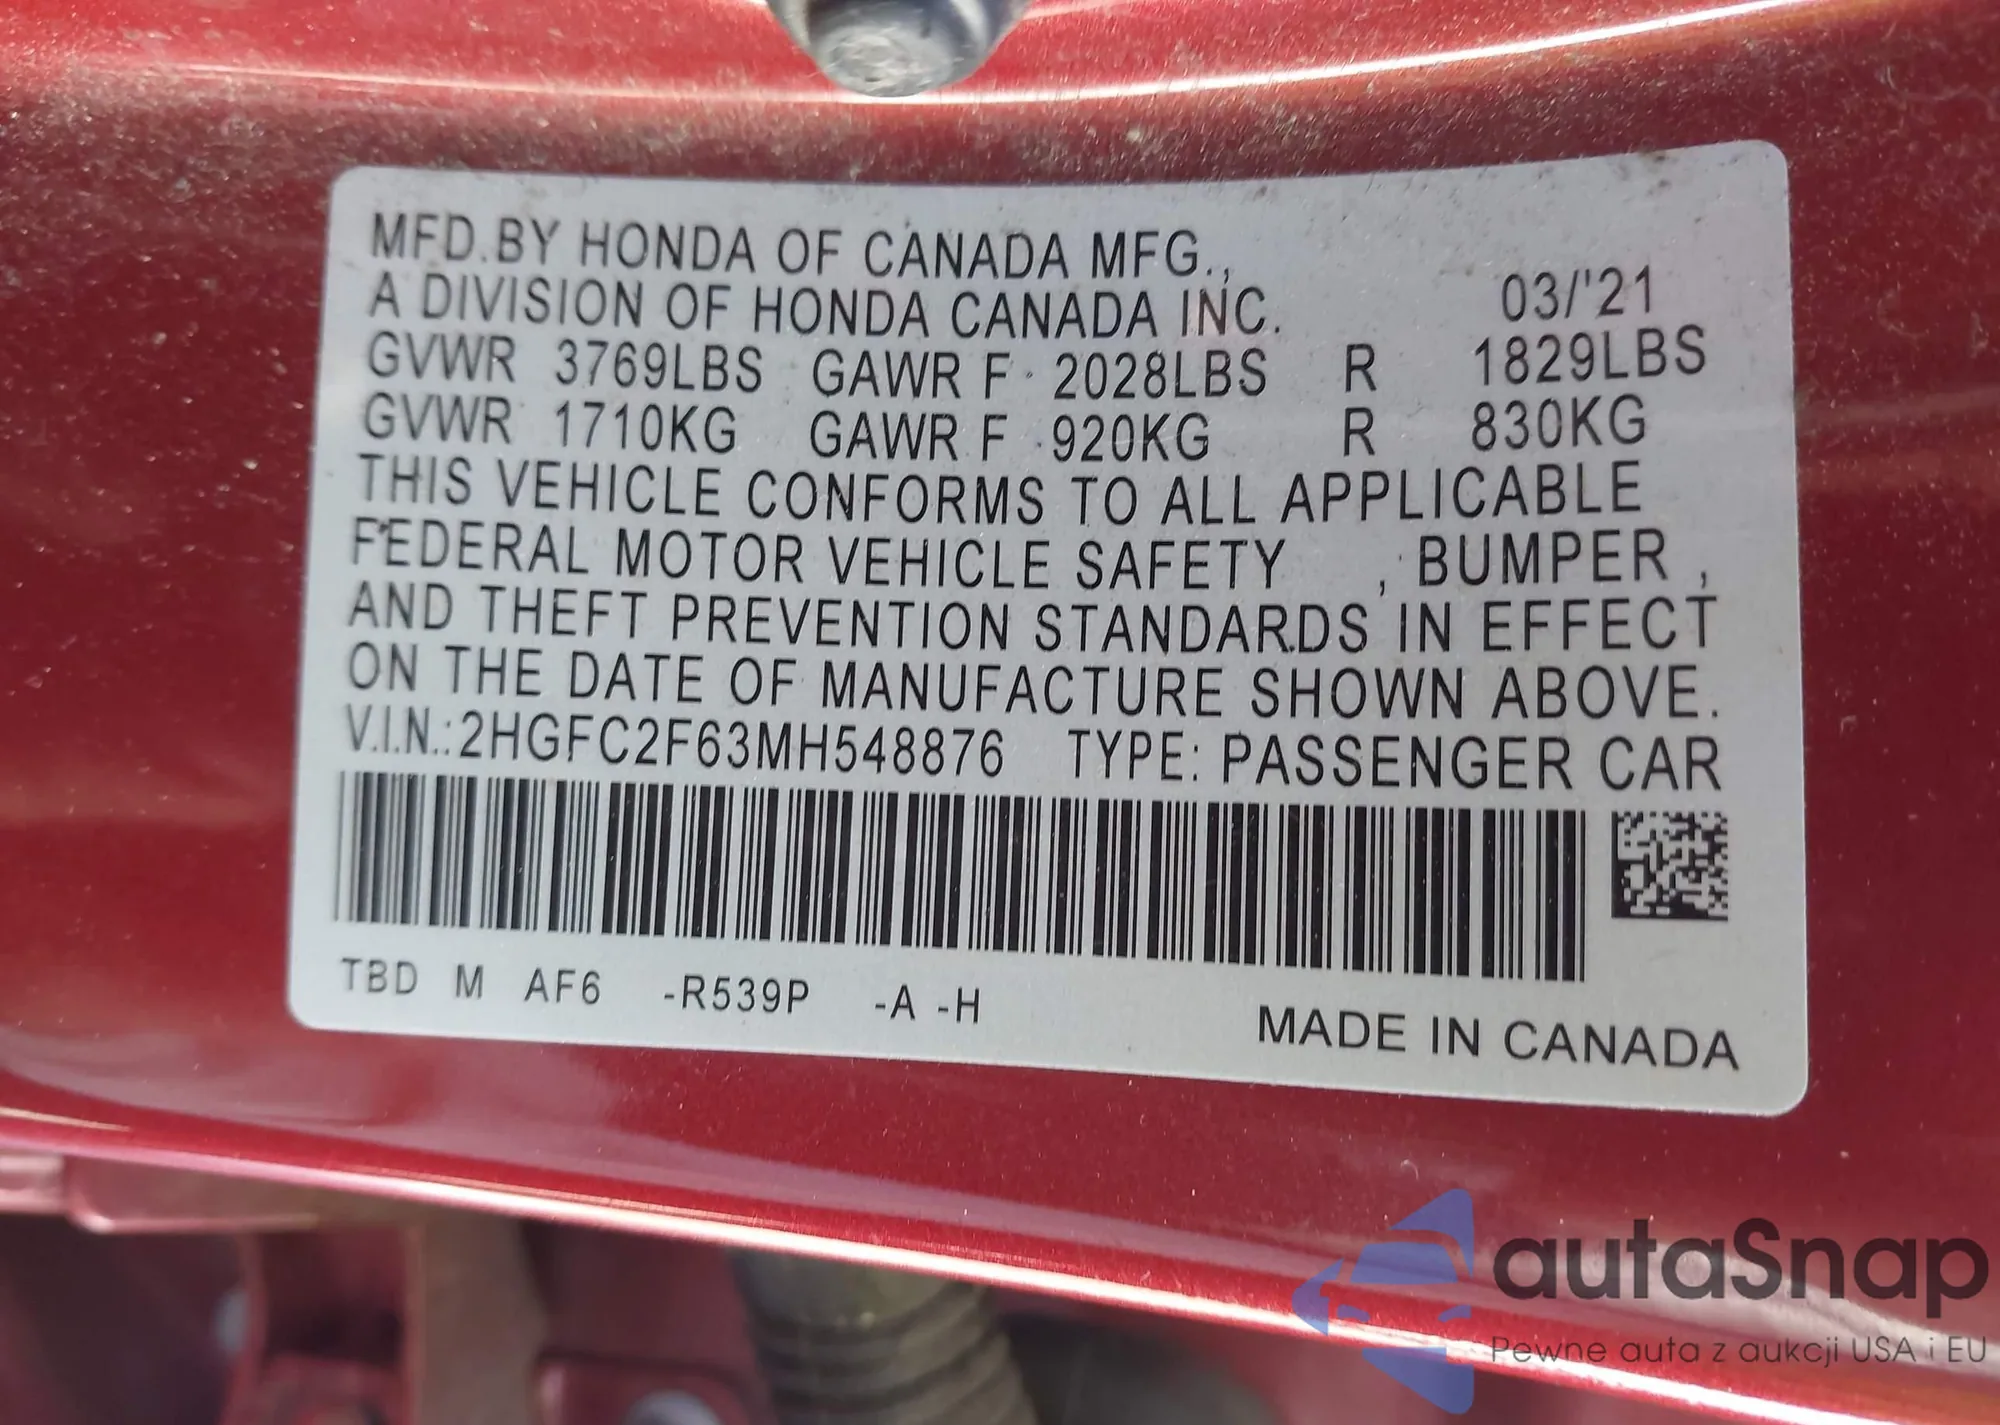 MFD.BY HONDA OF CANADA MFG.,
A DIVISION OF HONDA CANADA INC. 03/'21
GVWR 3769LBS GAWR F 2028LBS R 1829LBS
GVWR 1710KG GAWR F 920KG R 830KG
THIS VEHICLE CONFORMS TO ALL APPLICABLE
FEDERAL MOTOR VEHICLE SAFETY , BUMPER ,
AND THEFT PREVENTION STANDARDS IN EFFECT
ON THE DATE OF MANUFACTURE SHOWN ABOVE.
V.I.N.:2HGFC2F63MH548876 TYPE: PASSENGER CAR
TBD M AF6 -R539P -A -H
MADE IN CANADA
autaSnap
Pewne auta z aukcji USA i EU